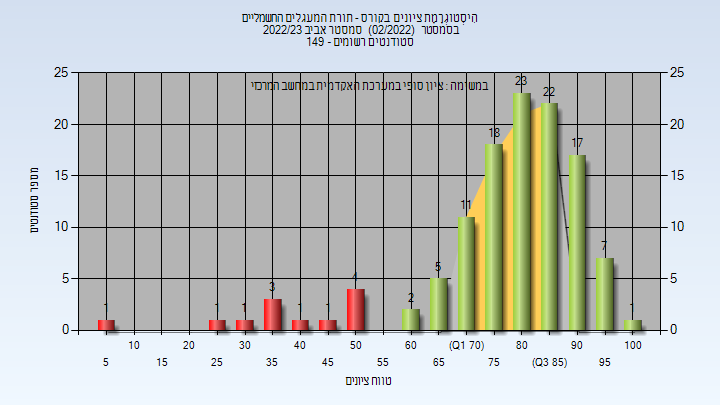 היסטוגרמת ציונים בקורס - תורת המעגלים החשמליים
בסמסטר (02/2022) סמסטר אביב 2022/23
סטודנטים רשומים - 149
במשימה : ציון סופי במערכת האקדמית במחשב המרכזי
מספר סטודנטים
25 20 15 10 5 0
25 20 15 10 5 0
1 1 1 3 1 1 4 2 5 11 18 23 22 17 7 1
10 20 30 40 50 60 (Q1 70) 80 90 100
5 15 25 35 45 55 65 75 (Q3 85) 95
טווח ציונים